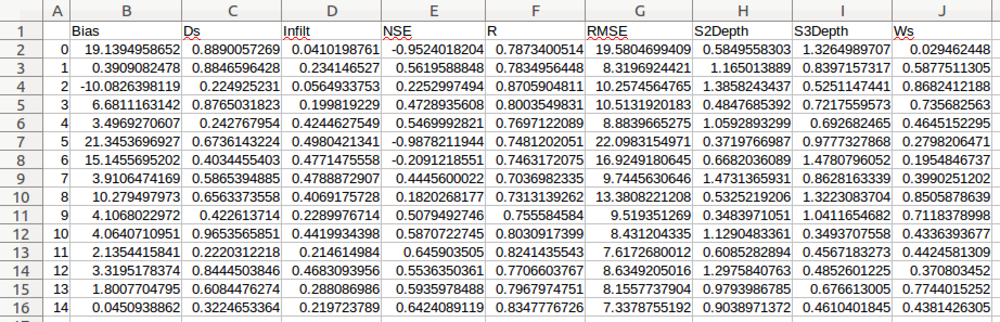 A B C D E F G H I J
1 Bias Ds Infilt NSE R RMSE S2Depth S3Depth Ws
2 0 19.1394958652 0.8890057269 0.0410198761 -0.9524018204 0.7873400514 19.5804699409 0.5849558303 1.3264989707 0.029462448
3 1 0.3909082478 0.8846596428 0.234146527 0.5619588848 0.7834956448 8.3196924421 1.165013889 0.8397157317 0.5877511305
4 2 -10.0826398119 0.224925231 0.0564933753 0.2252997494 0.8705904811 10.2574564765 1.3858243437 0.5251147441 0.8682412188
5 3 6.6811163142 0.8765031823 0.199819229 0.4728935608 0.8003549831 10.5131920183 0.4847685392 0.7217559573 0.735682563
6 4 3.4969270607 0.242767954 0.4244627549 0.5469992821 0.7697122089 8.8839665275 1.0592893299 0.692682465 0.4645152295
7 5 21.3453696927 0.6736143224 0.4980421341 -0.9878211944 0.7481202051 22.0983154971 0.3719766987 0.9777327868 0.2798206471
8 6 15.1455695202 0.4034455403 0.4771475558 -0.2091218551 0.7463172075 16.9249180645 0.6682036089 1.4780796052 0.1954846737
9 7 3.9106474169 0.5865394885 0.4788872907 0.4445600022 0.7036982335 9.7445630646 1.4731365931 0.8628163339 0.3990251202
10 8 10.279497973 0.6563373558 0.4069175728 0.1820268177 0.7313139262 13.3808221208 0.5325219206 1.3223083704 0.8505878639
11 9 4.1068022972 0.422613714 0.2289976714 0.5079492746 0.755584584 9.519351269 0.3483971051 1.0411654682 0.7118378998
12 10 4.0640710951 0.9653565851 0.4419934398 0.5870722745 0.8030917399 8.431204335 1.1290483361 0.3493707558 0.4336393677
13 11 2.1354415841 0.2220312218 0.214614984 0.645903505 0.8241435543 7.6172680012 0.6085282894 0.4567183273 0.4424581309
14 12 3.3195178374 0.8444503846 0.4683093956 0.5536350361 0.7706603767 8.6349205016 1.2975840763 0.4852601225 0.370803452
15 13 1.8007704795 0.6084476274 0.288086986 0.5935978488 0.7967974751 8.1557737904 0.9793986785 0.676613005 0.7744015252
16 14 0.0450938862 0.3224653364 0.219723789 0.6424089119 0.8347776726 7.3378755192 0.9038971372 0.4610401845 0.4381426305